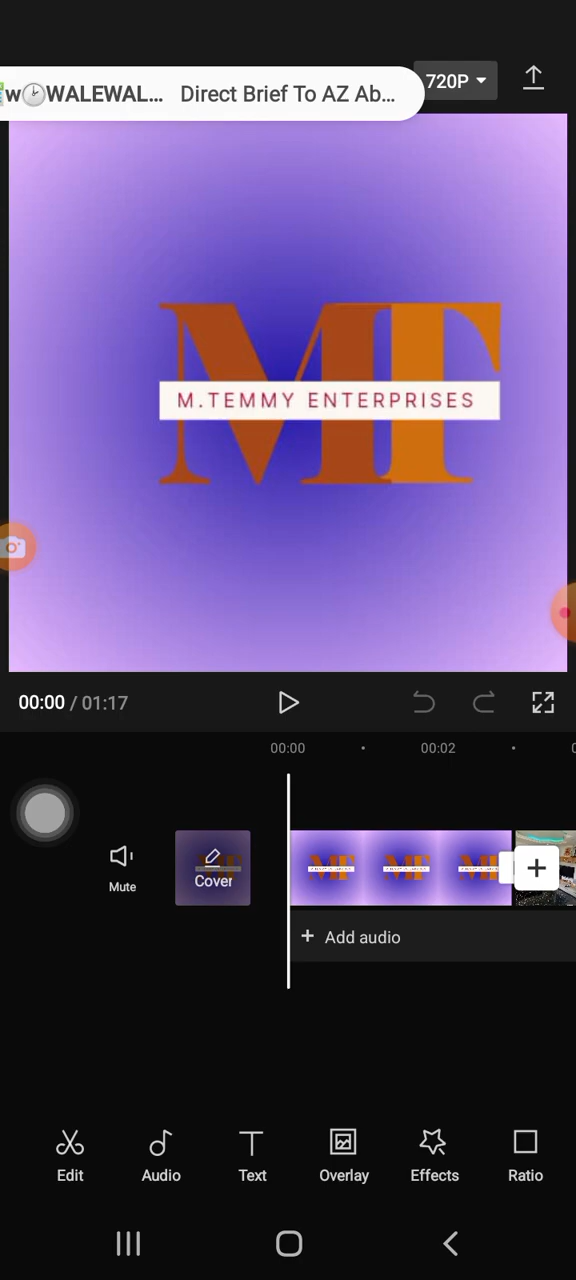 WALEWAL... Direct Brief To AZ Ab...
720P
MT
M.TEMMY ENTERPRISES
00:00 / 01:17
00:00 00:02
Mute
Cover
+ Add audio
Edit Audio Text Overlay Effects Ratio